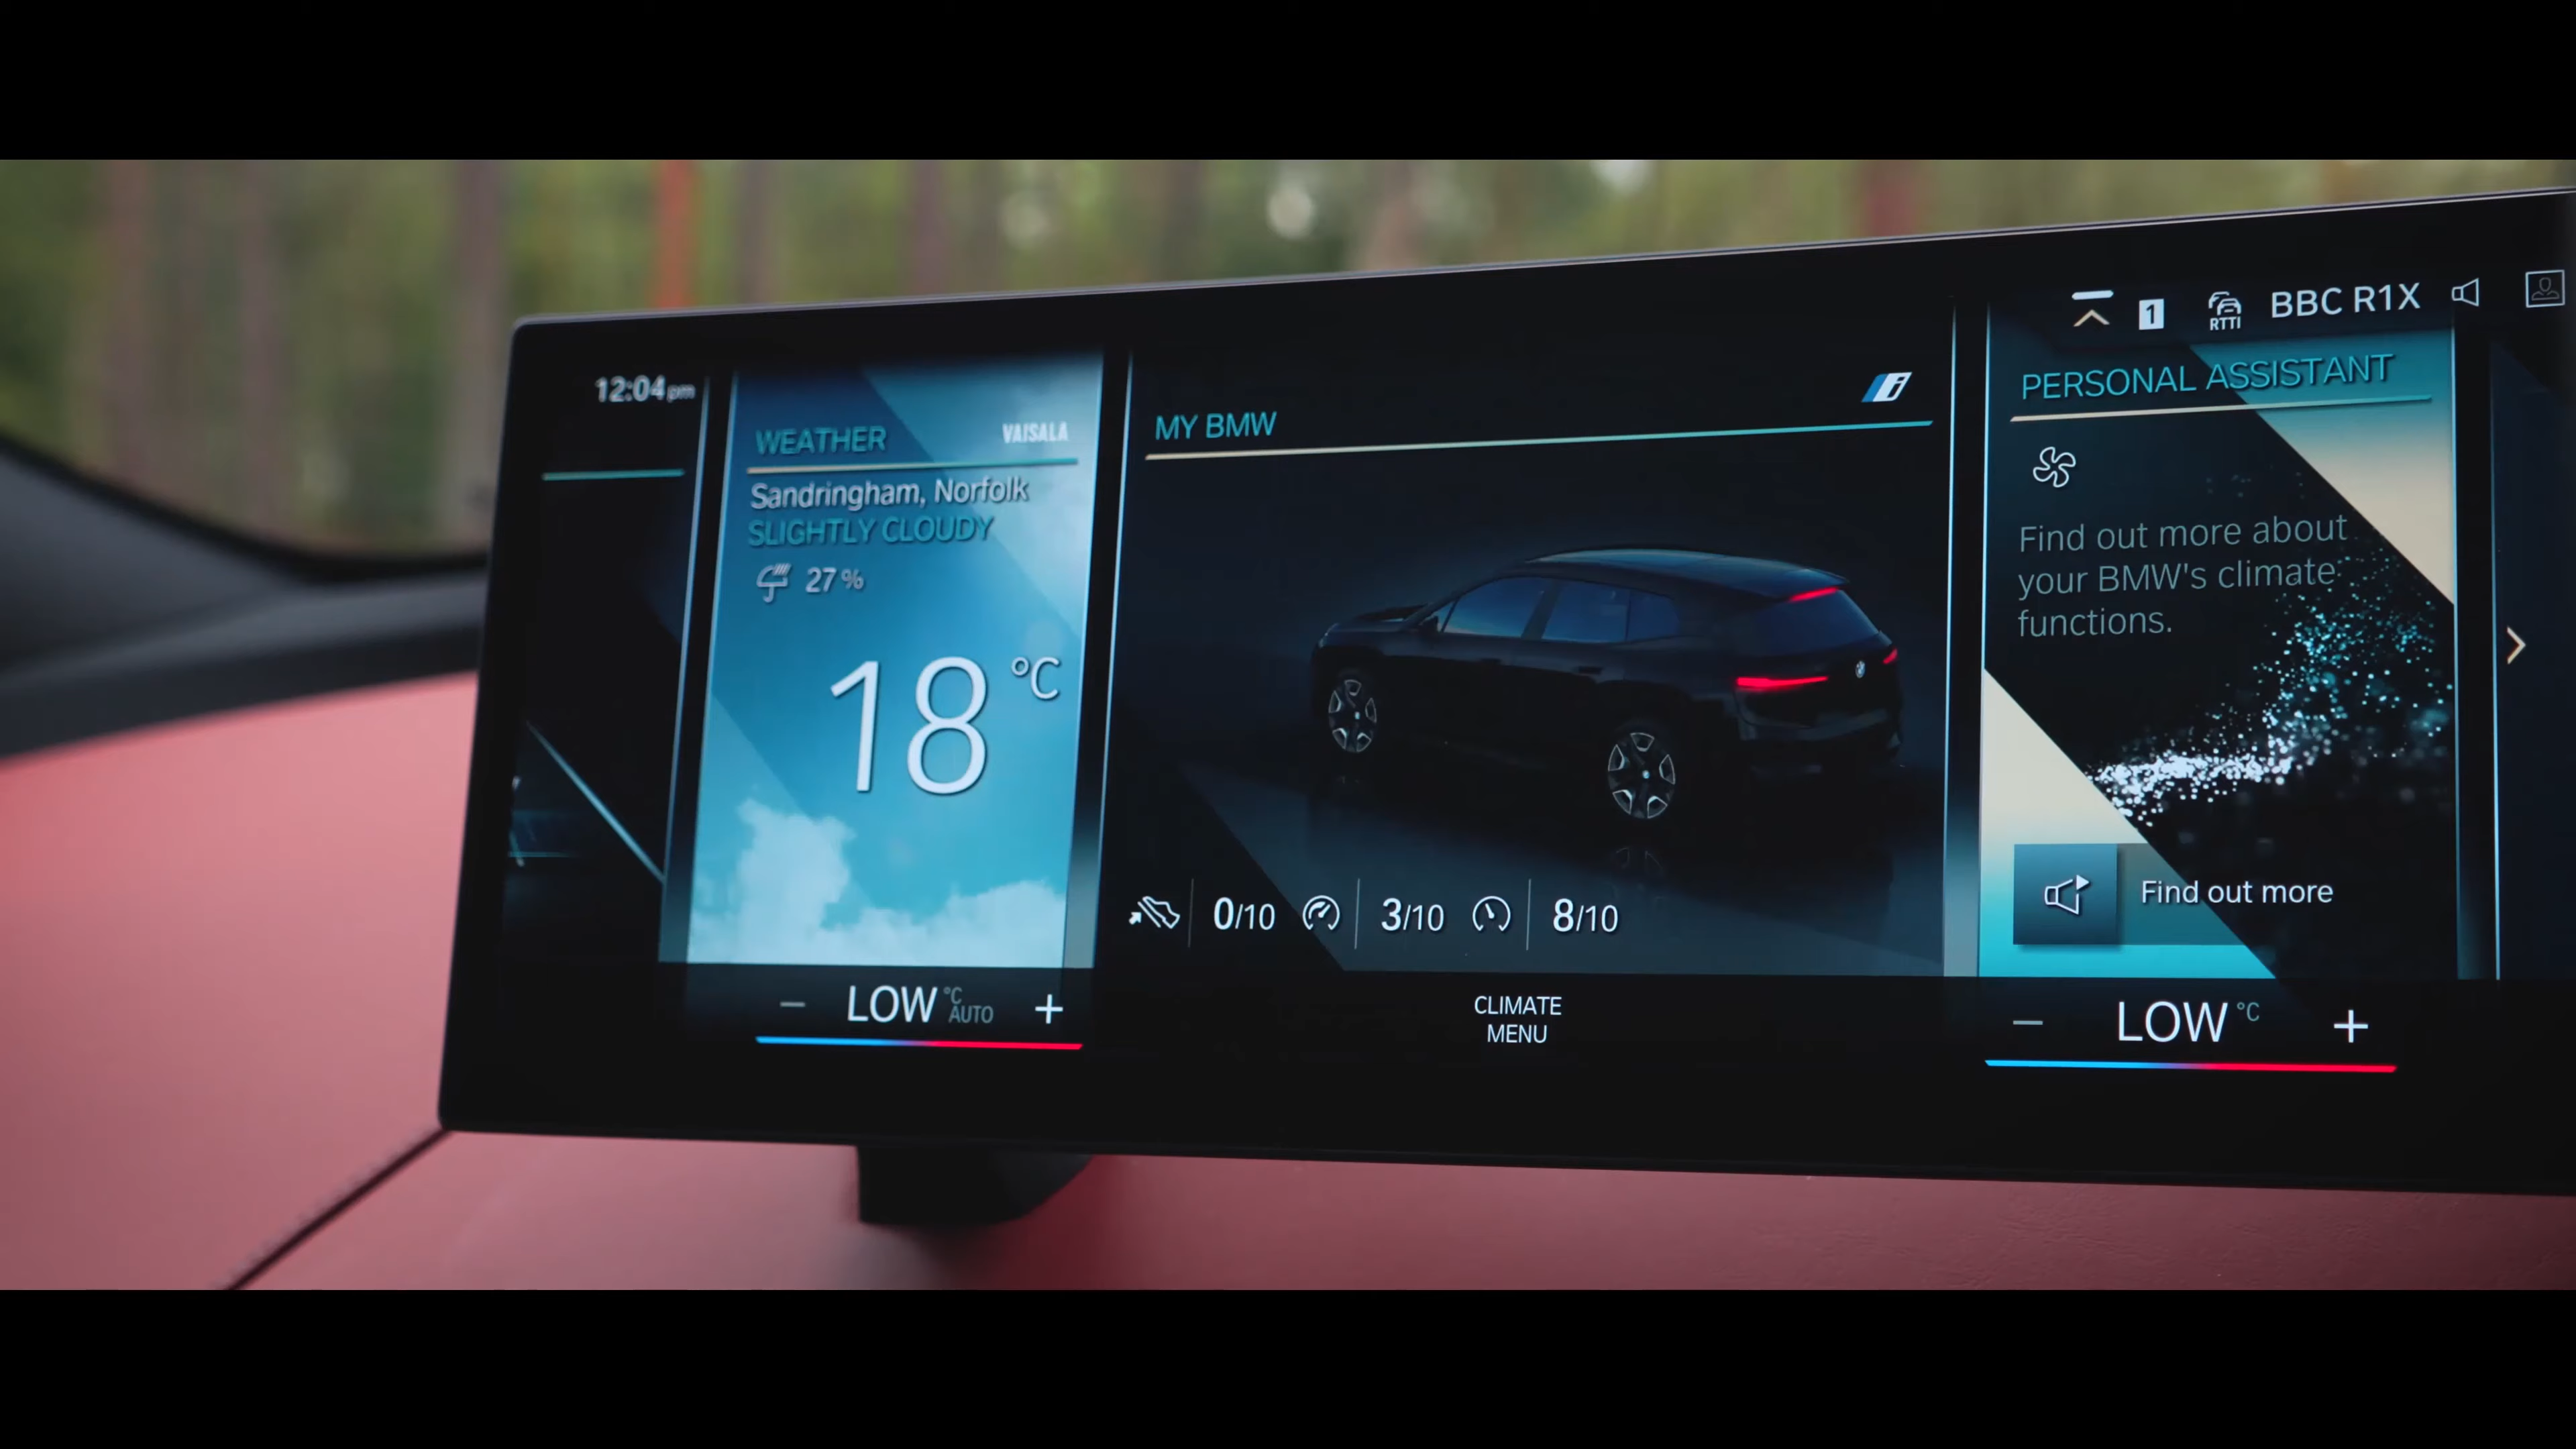 1
RTTI
BBC R1X
12:04 pm
WEATHER
VAISALA
Sandringham, Norfolk
SLIGHTLY CLOUDY
27 %
18 °C
MY BMW
i
0/10
3/10
8/10
PERSONAL ASSISTANT
Find out more about
your BMW's climate
functions.
Find out more
− LOW °C AUTO +
CLIMATE
MENU
− LOW °C +